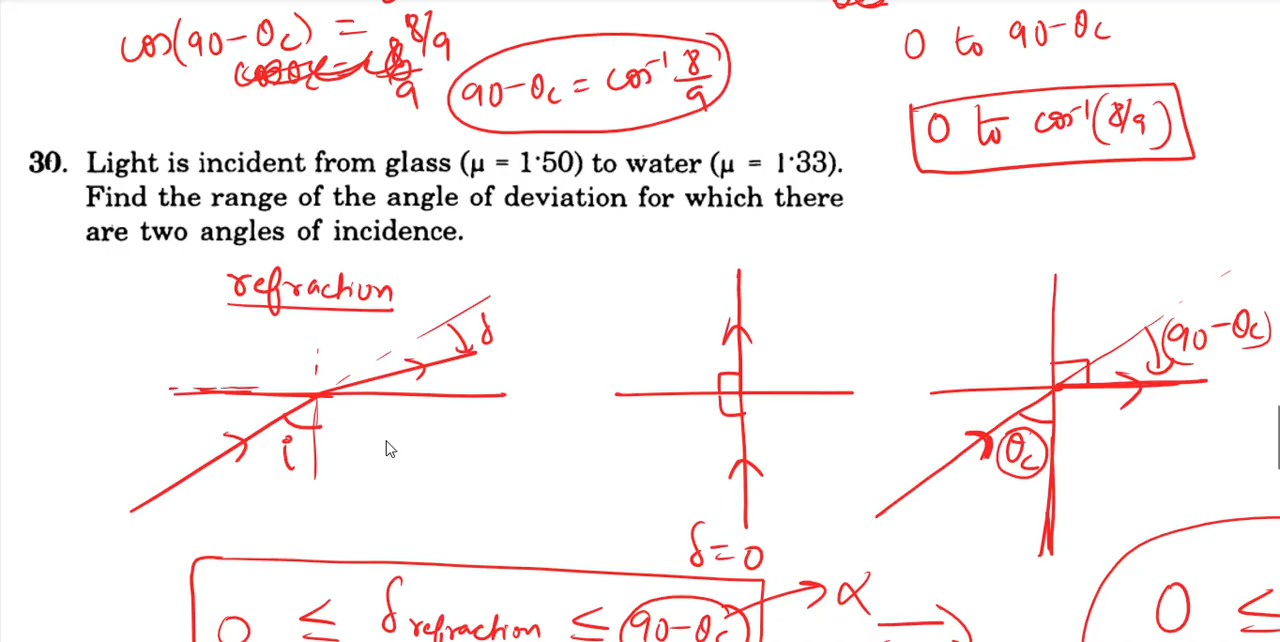 cos(90-θc) = 8/9
90-θc = cos⁻¹ 8/9
0 to 90-θc
0 to cos⁻¹(8/9)
30. Light is incident from glass (μ = 1·50) to water (μ = 1·33).
Find the range of the angle of deviation for which there
are two angles of incidence.
refraction
δ
i
δ=0
(90-θc)
θc
0 ≤ δ refraction ≤ (90-θc) → α
0 ≤